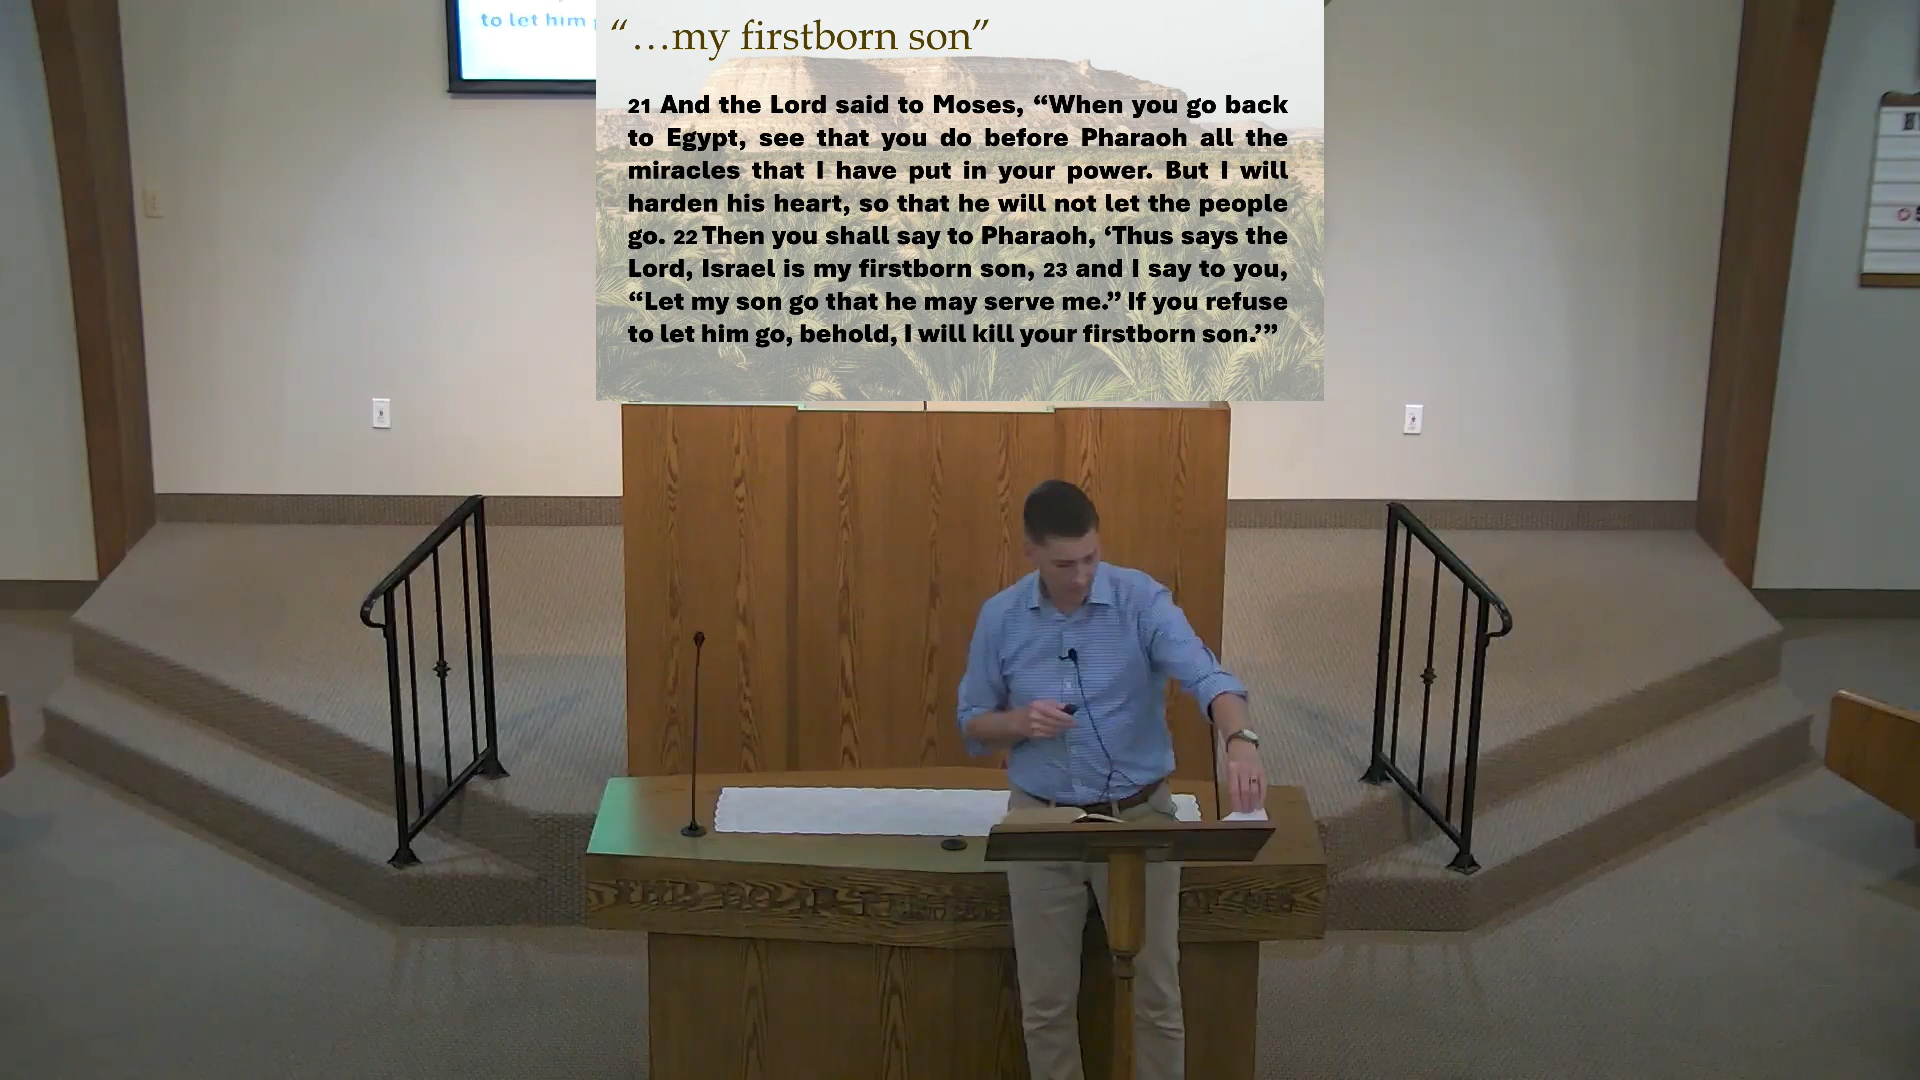 to let him
“…my firstborn son”
21 And the Lord said to Moses, “When you go back
to Egypt, see that you do before Pharaoh all the
miracles that I have put in your power. But I will
harden his heart, so that he will not let the people
go. 22 Then you shall say to Pharaoh, ‘Thus says the
Lord, Israel is my firstborn son, 23 and I say to you,
“Let my son go that he may serve me.” If you refuse
to let him go, behold, I will kill your firstborn son.’”